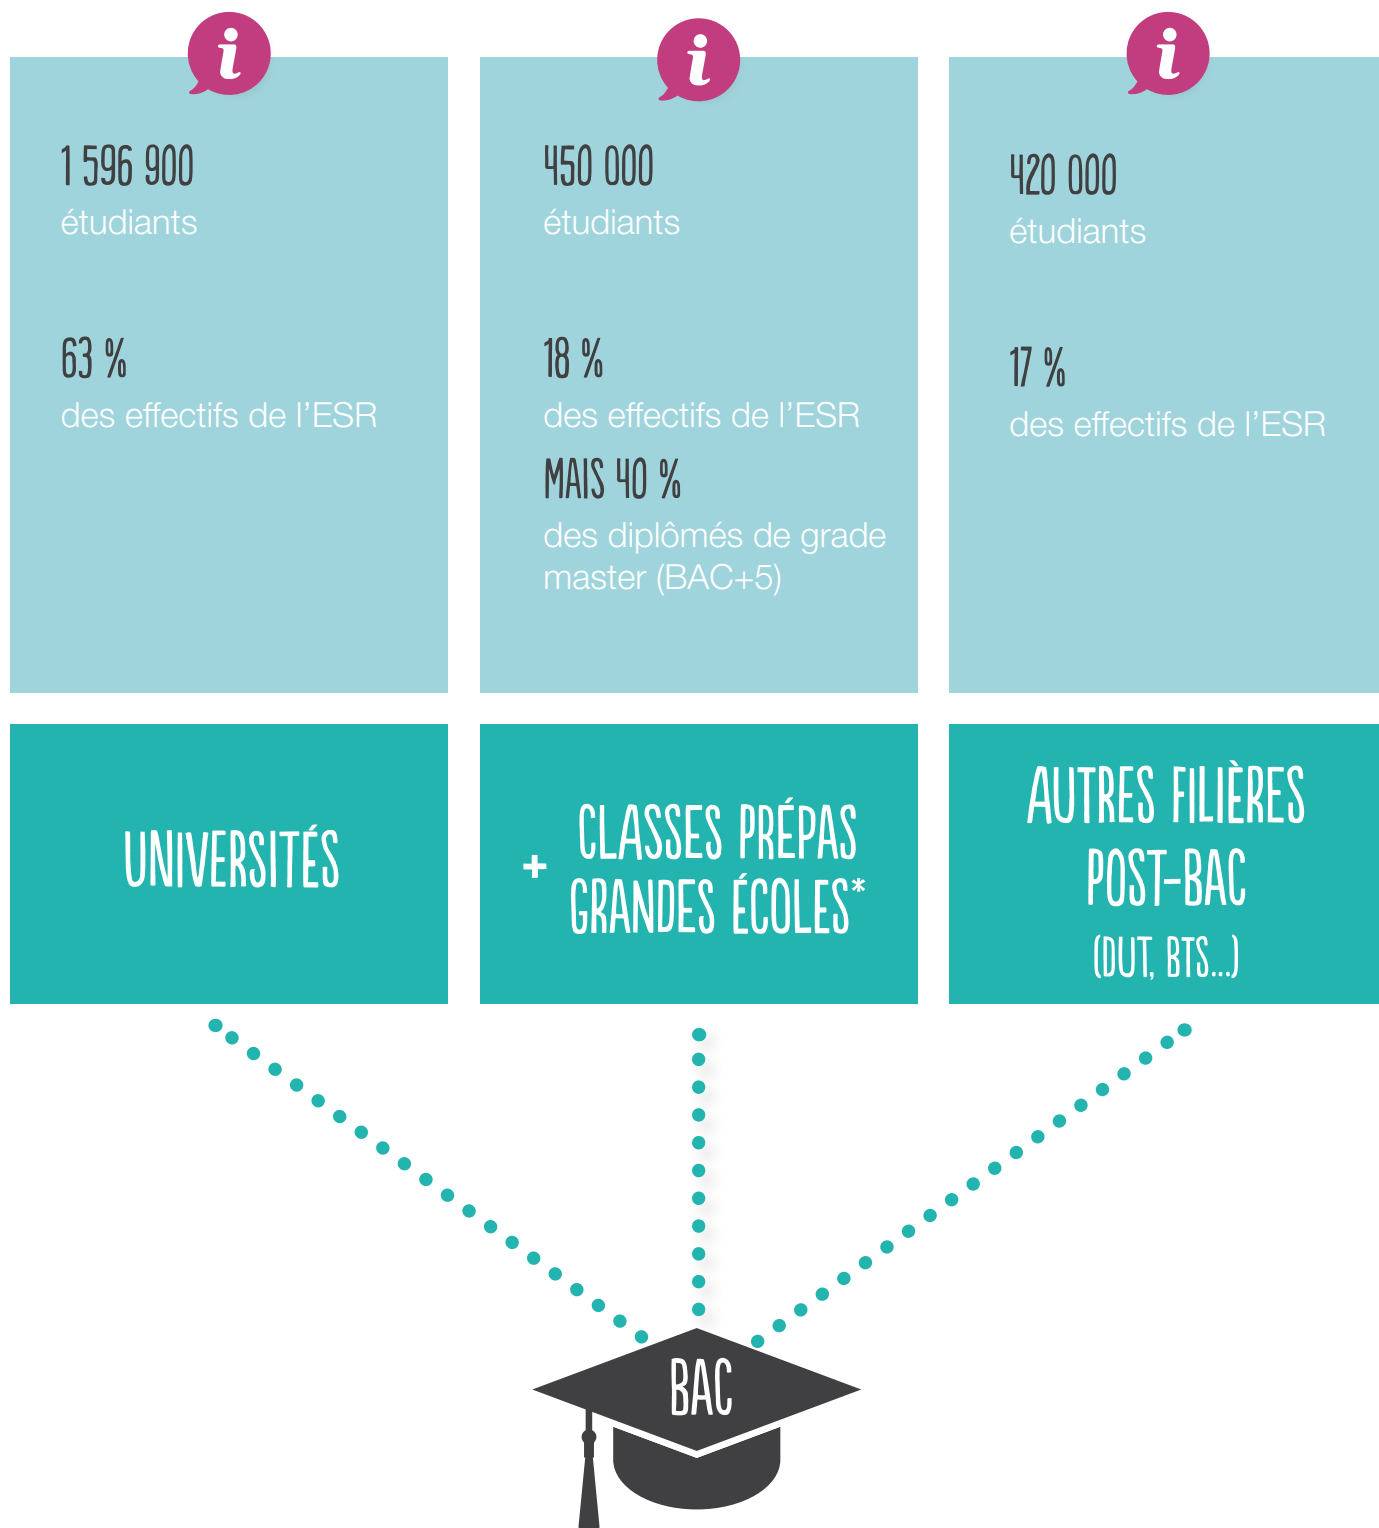 i
1 596 900
étudiants
63 %
des effectifs de l’ESR
UNIVERSITÉS
i
450 000
étudiants
18 %
des effectifs de l’ESR
MAIS 40 %
des diplômés de grade
master (BAC+5)
+ CLASSES PRÉPAS
GRANDES ÉCOLES*
i
420 000
étudiants
17 %
des effectifs de l’ESR
AUTRES FILIÈRES
POST-BAC
(DUT, BTS...)
BAC